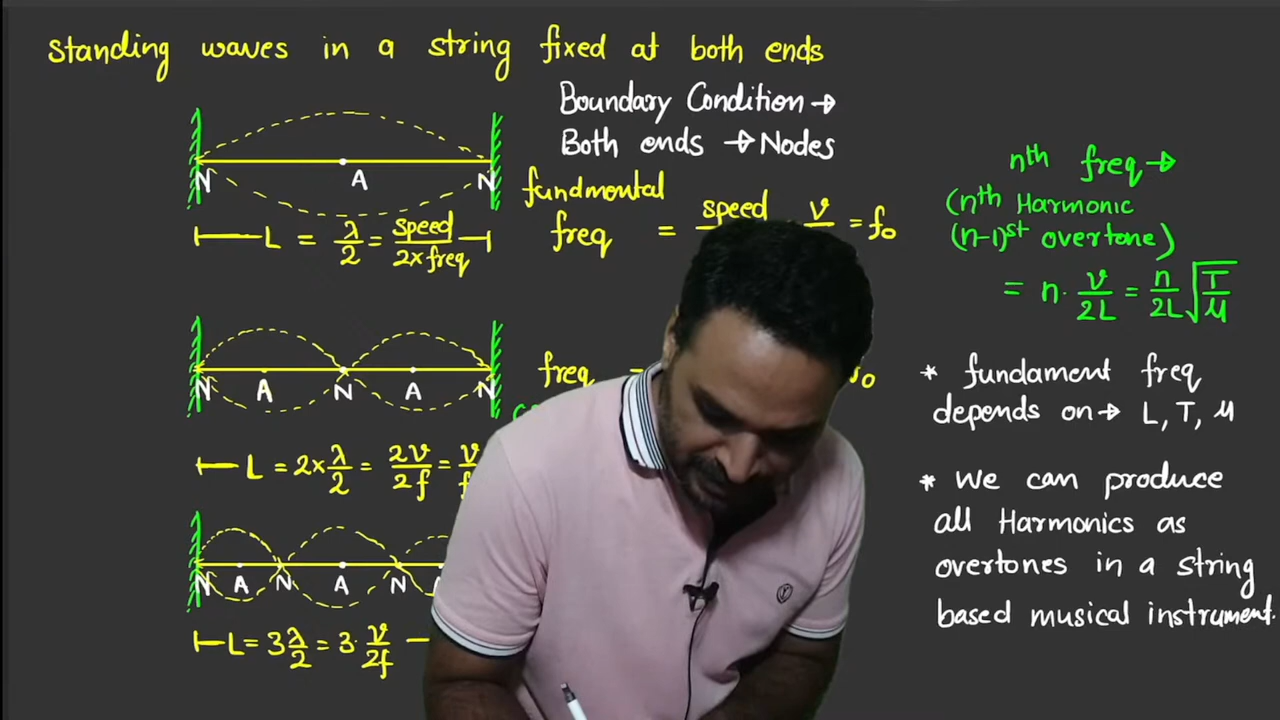 standing waves in a string fixed at both ends
Boundary Condition →
Both ends → Nodes
N A N
L = λ/2 = speed/2×freq
fundmental
freq = speed v = f₀
nth freq →
(nth Harmonic
(n-1)st overtone)
= n · v/2L = n/2L √T/μ
N A N A N
freq
L = 2×λ/2 = 2v/2f = v/f
N A N A N
L = 3λ/2 = 3· v/2f
* fundament freq
depends on → L, T, μ
* We can produce
all Harmonics as
overtones in a string
based musical instrument.